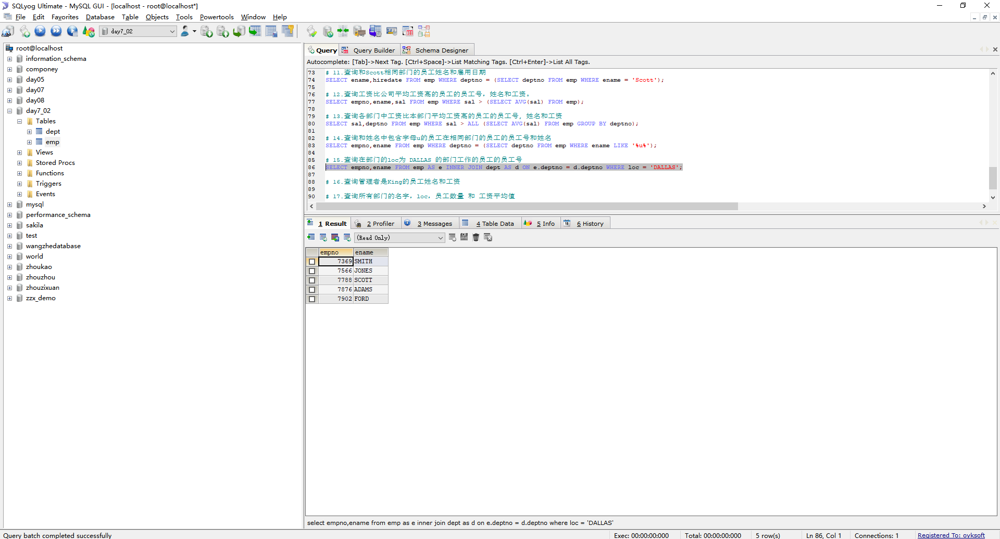 SQLyog Ultimate - MySQL GUI - [localhost - root@localhost*]
File Edit Favorites Database Table Objects Tools Powertools Window Help
day7_02
root@localhost
information_schema
componey
day05
day07
day08
day7_02
Tables
dept
emp
Views
Stored Procs
Functions
Triggers
Events
mysql
performance_schema
sakila
test
wangzhedatabase
world
zhoukao
zhouzhou
zhouzixuan
zzx_demo
Query Query Builder Schema Designer
Autocomplete: [Tab]->Next Tag. [Ctrl+Space]->List Matching Tags. [Ctrl+Enter]->List All Tags.
73 # 11.查询和Scott相同部门的员工姓名和雇用日期
74 SELECT ename,hiredate FROM emp WHERE deptno = (SELECT deptno FROM emp WHERE ename = 'Scott');
75
76 # 12.查询工资比公司平均工资高的员工的员工号，姓名和工资。
77 SELECT empno,ename,sal FROM emp WHERE sal > (SELECT AVG(sal) FROM emp);
78
79 # 13.查询各部门中工资比本部门平均工资高的员工的员工号, 姓名和工资
80 SELECT sal,deptno FROM emp WHERE sal > ALL (SELECT AVG(sal) FROM emp GROUP BY deptno);
81
82 # 14.查询和姓名中包含字母u的员工在相同部门的员工的员工号和姓名
83 SELECT empno,ename FROM emp WHERE deptno = (SELECT deptno FROM emp WHERE ename LIKE '%u%');
84
85 # 15.查询在部门的loc为 DALLAS 的部门工作的员工的员工号
86 SELECT empno,ename FROM emp AS e INNER JOIN dept AS d ON e.deptno = d.deptno WHERE loc = 'DALLAS';
87
88 # 16.查询管理者是King的员工姓名和工资
89
90 # 17.查询所有部门的名字，loc，员工数量 和 工资平均值
1 Result 2 Profiler 3 Messages 4 Table Data 5 Info 6 History
(Read Only)
empno ename
7369 SMITH
7566 JONES
7788 SCOTT
7876 ADAMS
7902 FORD
select empno,ename from emp as e inner join dept as d on e.deptno = d.deptno where loc = 'DALLAS'
Query batch completed successfully Exec: 00:00:00:000 Total: 00:00:00:000 5 row(s) Ln 86, Col 1 Connections: 1 Registered To: oyksoft